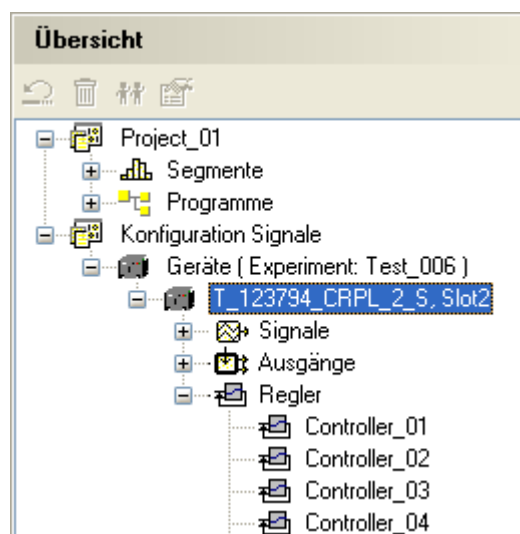 Übersicht
Project_01
Segmente
Programme
Konfiguration Signale
Geräte ( Experiment: Test_006 )
T_123794_CRPL_2_S, Slot2
Signale
Ausgänge
Regler
Controller_01
Controller_02
Controller_03
Controller_04